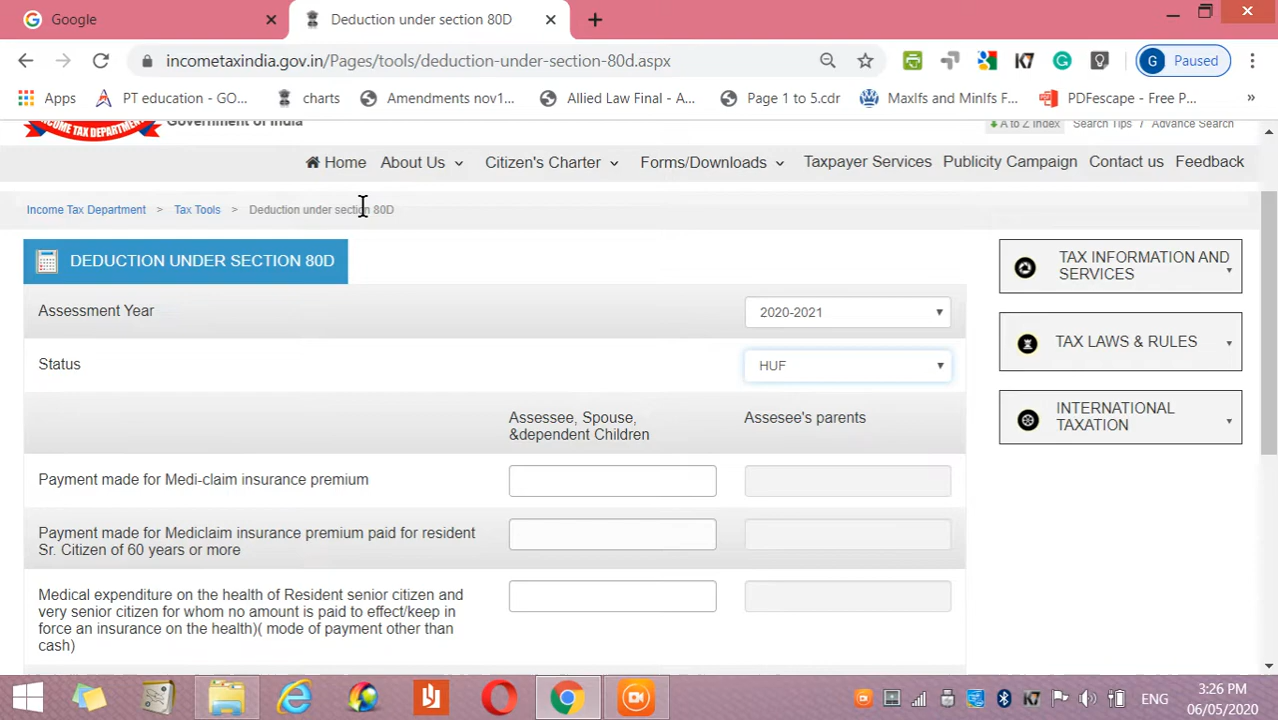 Google
Deduction under section 80D
incometaxindia.gov.in/Pages/tools/deduction-under-section-80d.aspx
G Paused
Apps PT education - GO... charts Amendments nov1... Allied Law Final - A... Page 1 to 5.cdr MaxIfs and MinIfs F... PDFescape - Free P... »
INCOME TAX DEPARTMENT Government of India
A to Z Index Search Tips / Advance Search
Home About Us Citizen's Charter Forms/Downloads Taxpayer Services Publicity Campaign Contact us Feedback
Income Tax Department > Tax Tools > Deduction under section 80D
DEDUCTION UNDER SECTION 80D
Assessment Year
2020-2021
Status
HUF
Assessee, Spouse,
&dependent Children
Assesee's parents
Payment made for Medi-claim insurance premium
Payment made for Mediclaim insurance premium paid for resident
Sr. Citizen of 60 years or more
Medical expenditure on the health of Resident senior citizen and
very senior citizen for whom no amount is paid to effect/keep in
force an insurance on the health)( mode of payment other than
cash)
TAX INFORMATION AND
SERVICES
TAX LAWS & RULES
INTERNATIONAL
TAXATION
ENG
3:26 PM
06/05/2020